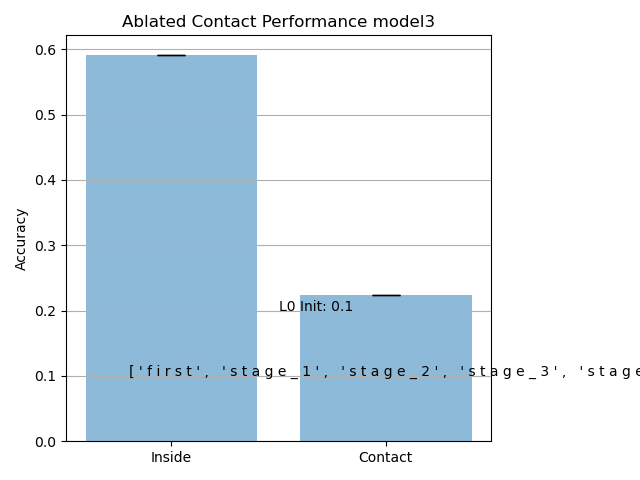 Ablated Contact Performance model3
0.6
0.5
0.4
0.3
0.2
0.1
0.0
Accuracy
L0 Init: 0.1
['first', 'stage_1', 'stage_2', 'stage_3', 'stage
Inside Contact